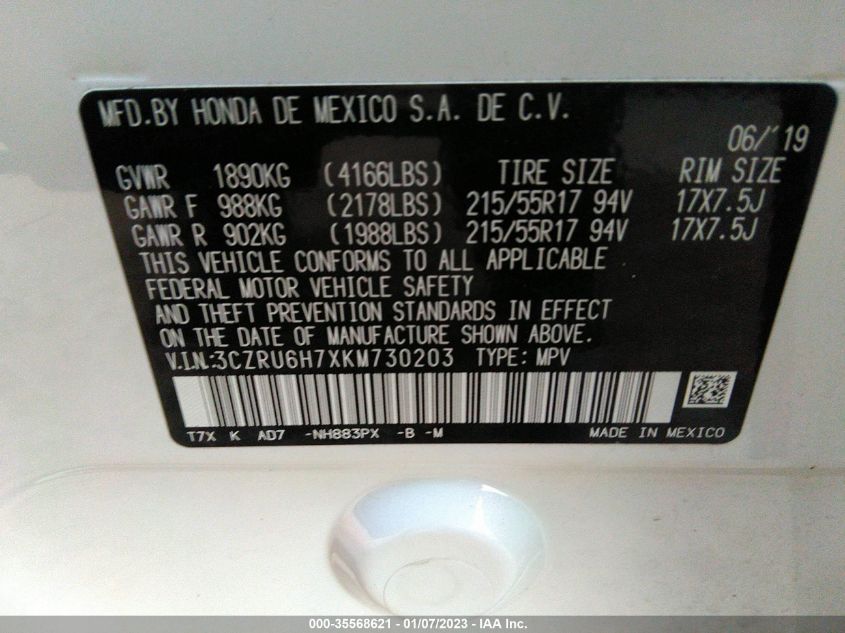 MFD.BY HONDA DE MEXICO S.A. DE C.V.
06/'19
GVWR 1890KG (4166LBS) TIRE SIZE RIM SIZE
GAWR F 988KG (2178LBS) 215/55R17 94V 17X7.5J
GAWR R 902KG (1988LBS) 215/55R17 94V 17X7.5J
THIS VEHICLE CONFORMS TO ALL APPLICABLE
FEDERAL MOTOR VEHICLE SAFETY
AND THEFT PREVENTION STANDARDS IN EFFECT
ON THE DATE OF MANUFACTURE SHOWN ABOVE.
V.I.N.:3CZRU6H7XKM730203 TYPE: MPV
T7X K AD7 -NH883PX -B -M MADE IN MEXICO
000-35568621 - 01/07/2023 - IAA Inc.